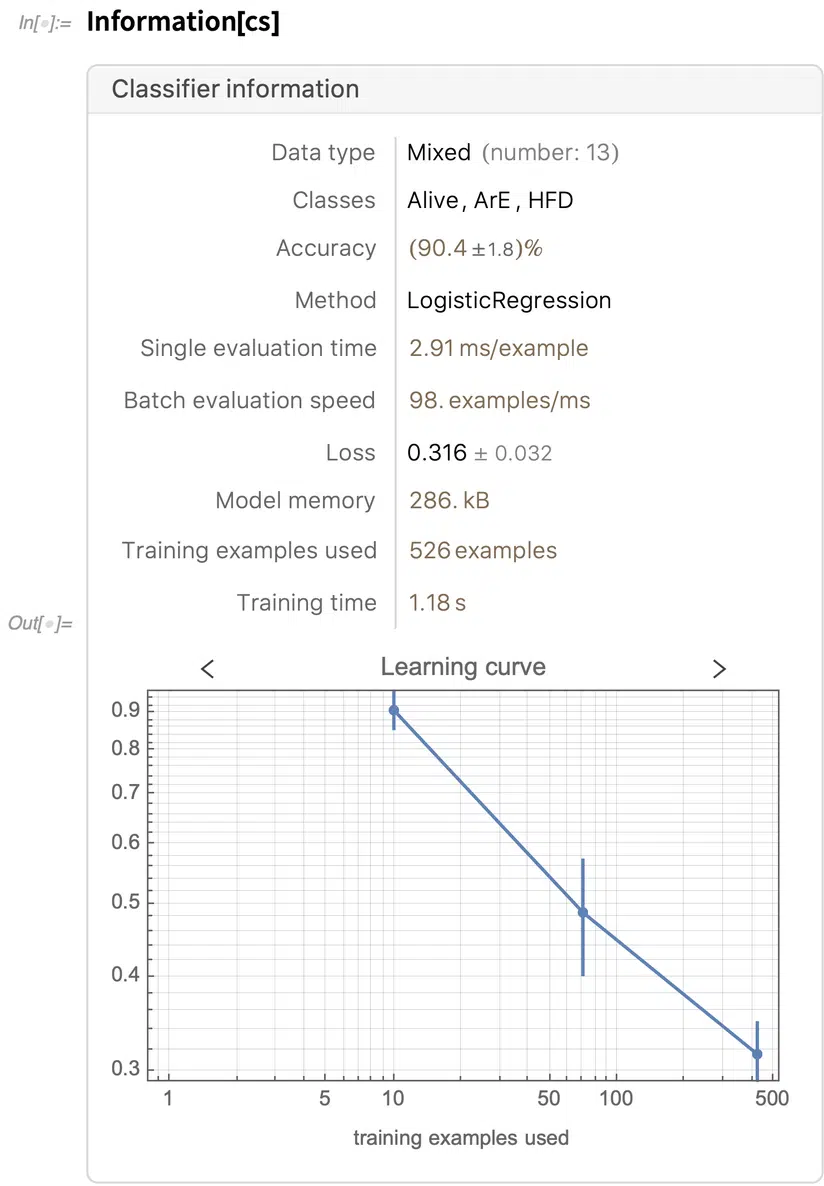 In[•]:= Information[cs]
Classifier information
Data type Mixed (number: 13)
Classes Alive, ArE, HFD
Accuracy (90.4 ±1.8)%
Method LogisticRegression
Single evaluation time 2.91 ms/example
Batch evaluation speed 98. examples/ms
Loss 0.316 ± 0.032
Model memory 286. kB
Training examples used 526 examples
Training time 1.18 s
Out[•]=
< Learning curve >
0.9
0.8
0.7
0.6
0.5
0.4
0.3
1 5 10 50 100 500
training examples used